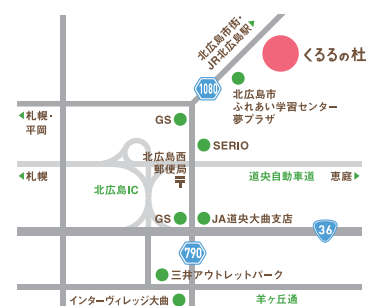 北広島市街・
JR北広島駅▶
くるるの杜
1080
北広島市
ふれあい学習センター
夢プラザ
◀札幌・
平岡
GS
SERIO
北広島西
郵便局
〒
◀札幌
道央自動車道
恵庭▶
北広島IC
GS
JA道央大曲支店
36
790
三井アウトレットパーク
インターヴィレッジ大曲
羊ヶ丘通